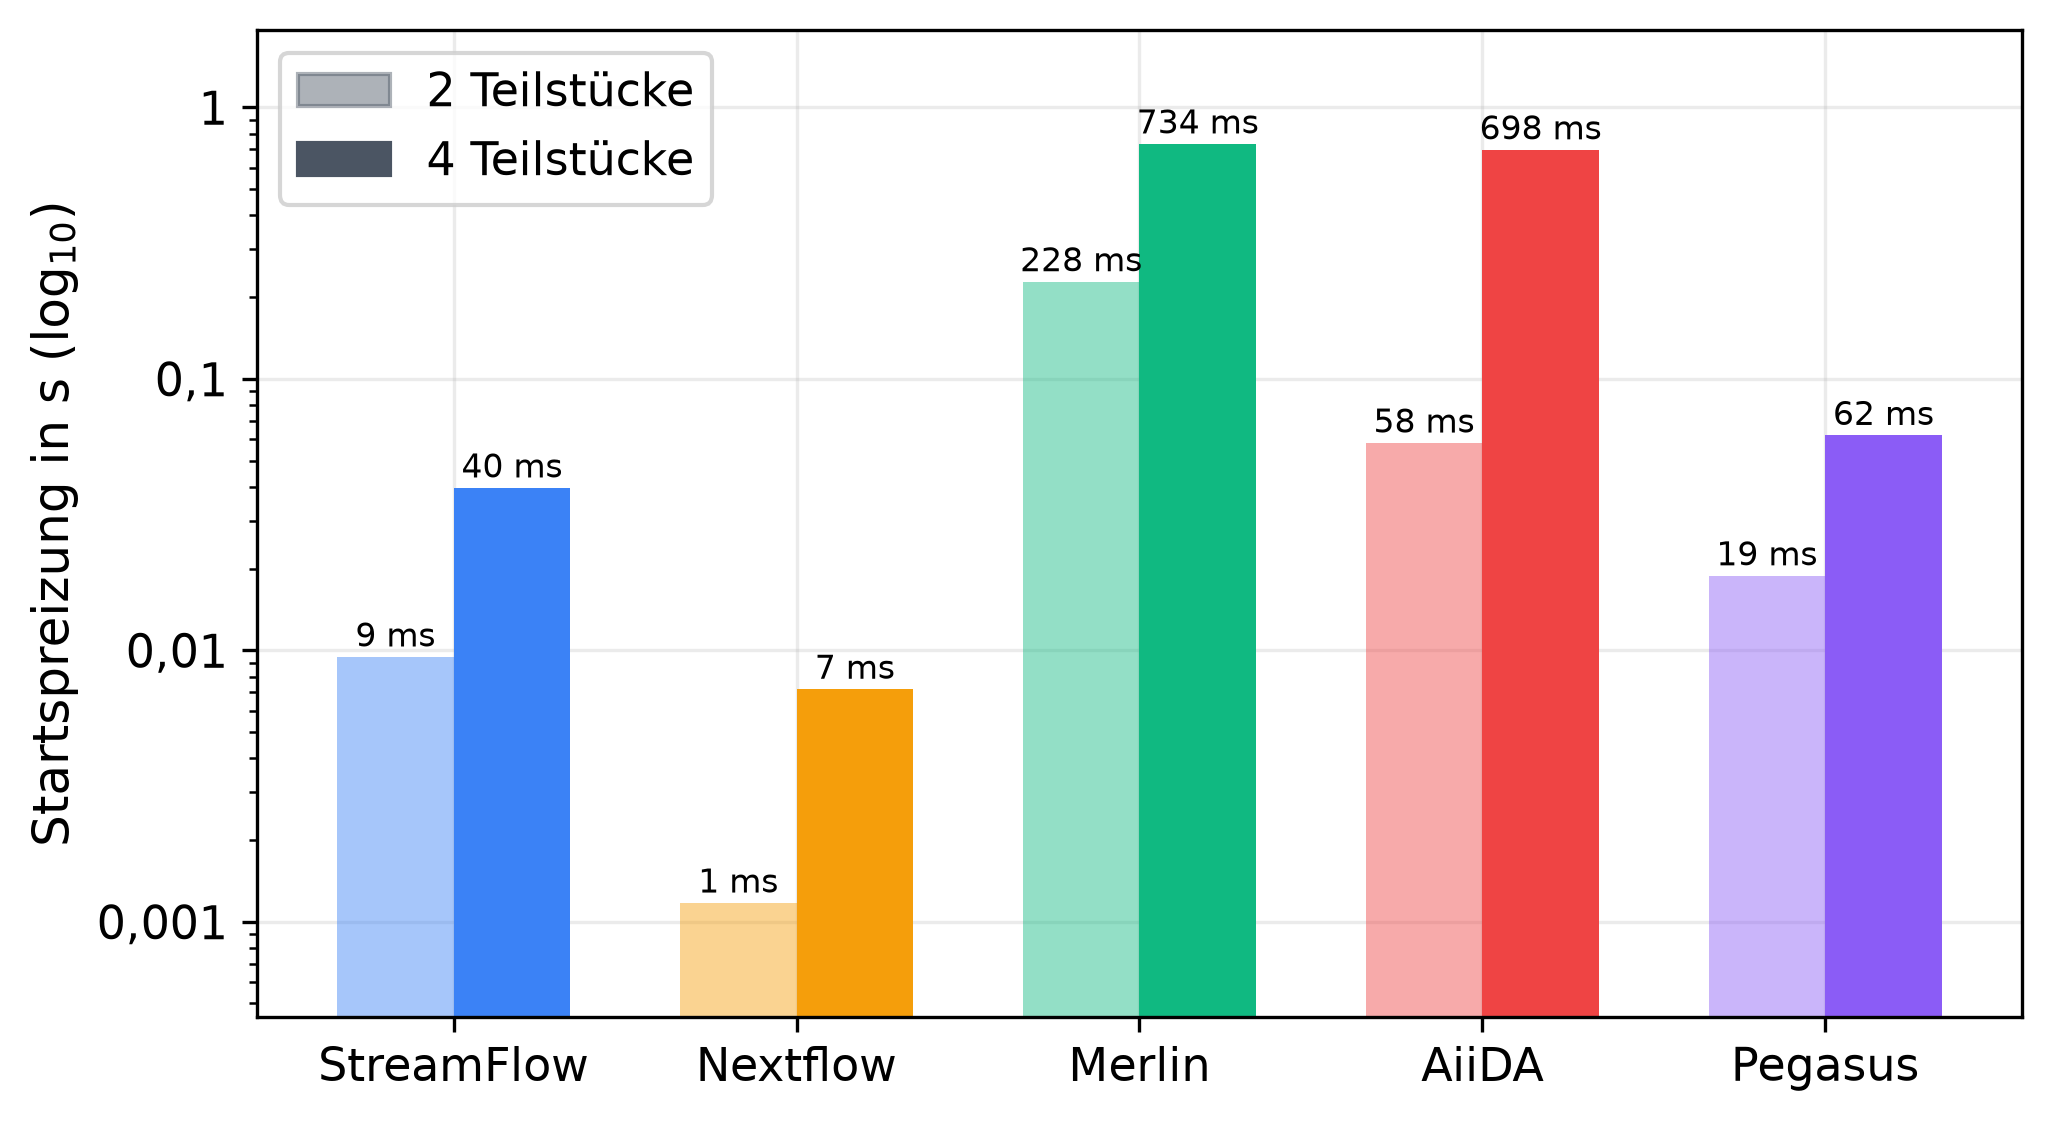 2 Teilstücke
4 Teilstücke
Startspreizung in s (log₁₀)
1
0,1
0,01
0,001
9 ms
40 ms
1 ms
7 ms
228 ms
734 ms
58 ms
698 ms
19 ms
62 ms
StreamFlow
Nextflow
Merlin
AiiDA
Pegasus